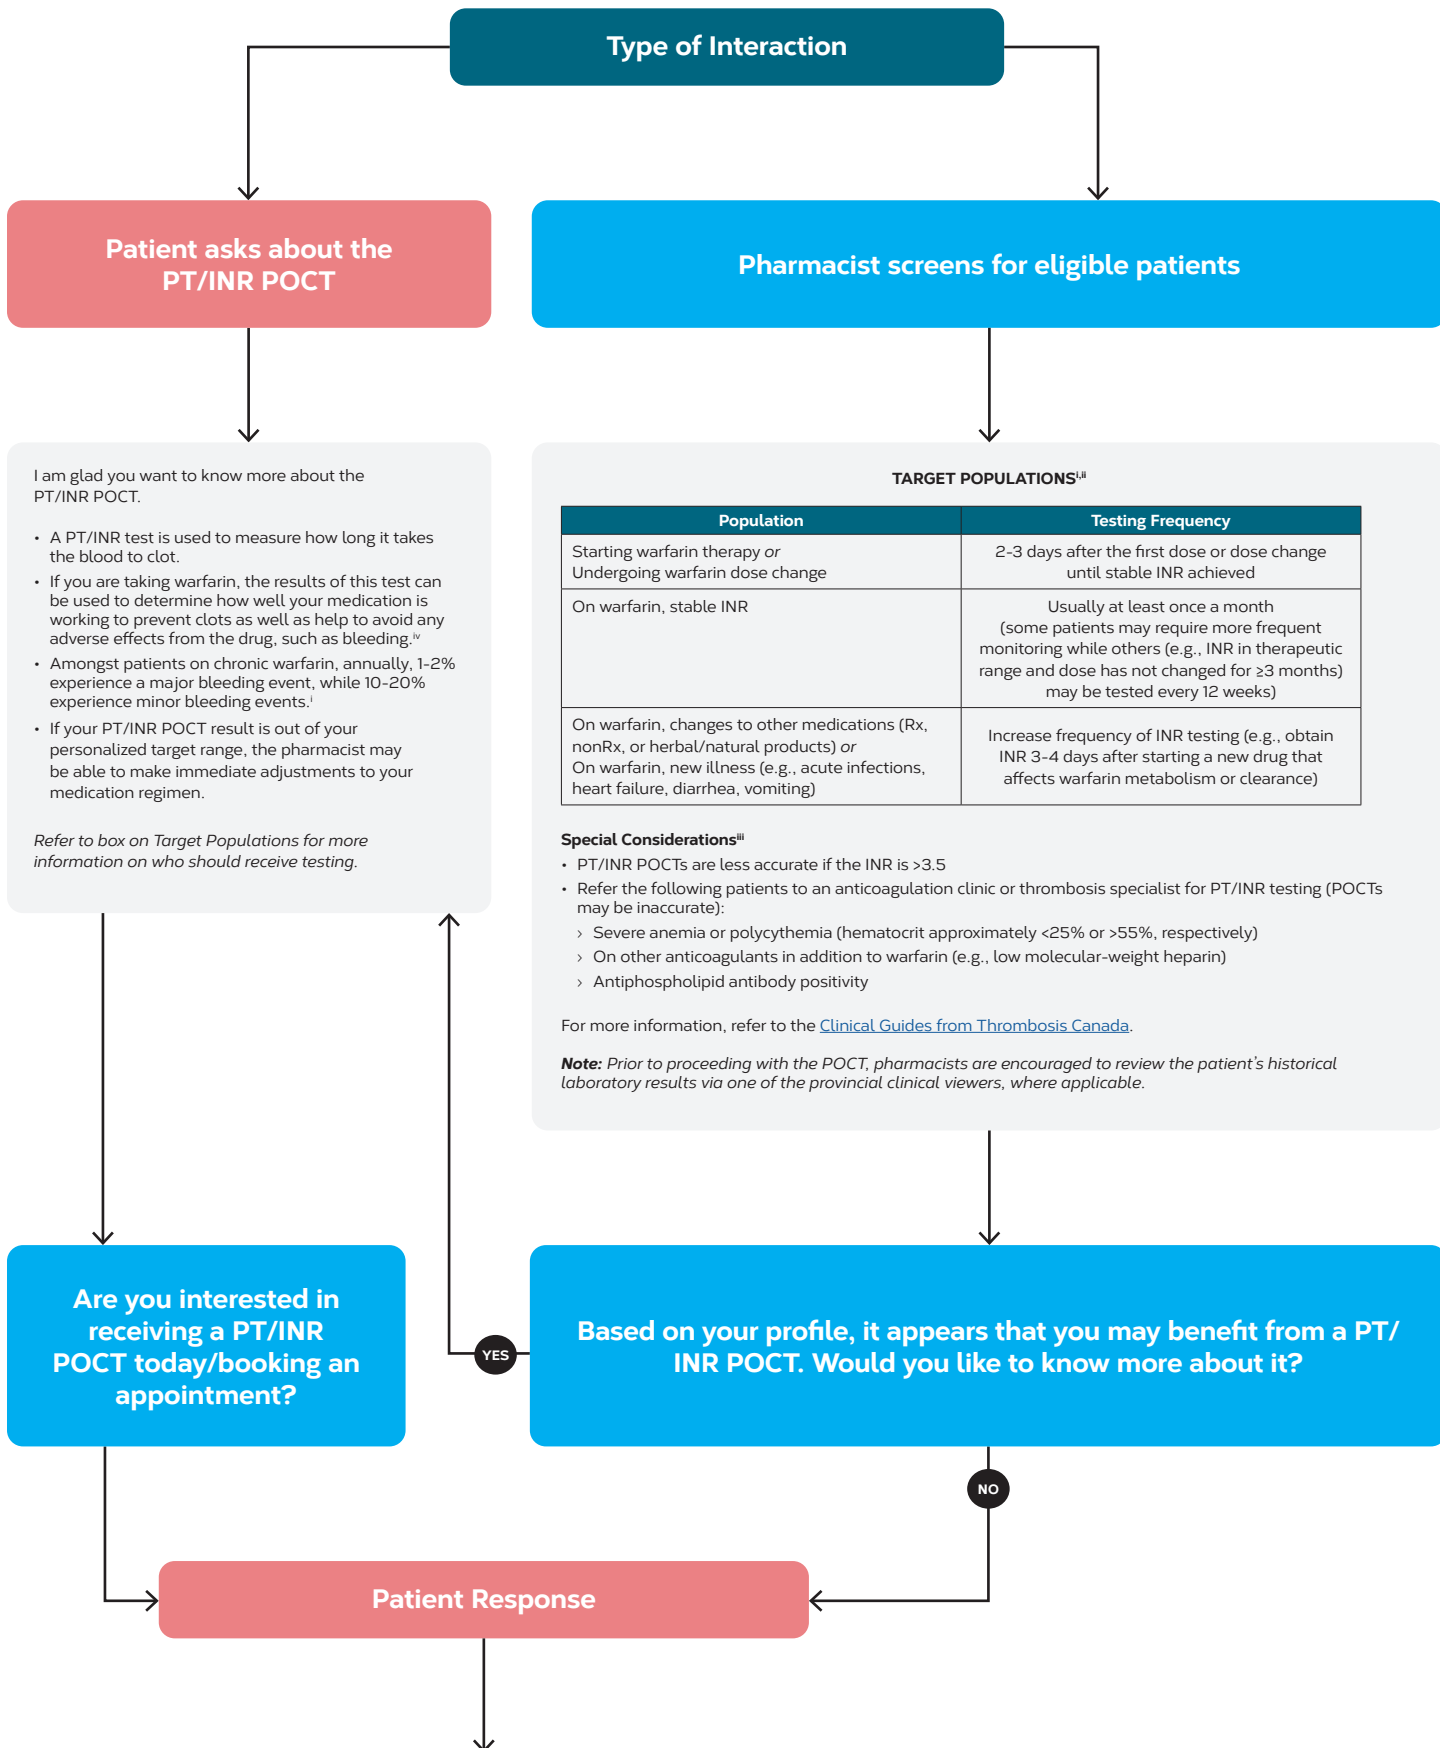 Type of Interaction
Patient asks about the
PT/INR POCT
Pharmacist screens for eligible patients
I am glad you want to know more about the
PT/INR POCT.
• A PT/INR test is used to measure how long it takes
the blood to clot.
• If you are taking warfarin, the results of this test can
be used to determine how well your medication is
working to prevent clots as well as help to avoid any
adverse effects from the drug, such as bleeding.iv
• Amongst patients on chronic warfarin, annually, 1-2%
experience a major bleeding event, while 10-20%
experience minor bleeding events.i
• If your PT/INR POCT result is out of your
personalized target range, the pharmacist may
be able to make immediate adjustments to your
medication regimen.
Refer to box on Target Populations for more
information on who should receive testing.
TARGET POPULATIONSi,ii
Population
Testing Frequency
Starting warfarin therapy or
Undergoing warfarin dose change
2-3 days after the first dose or dose change
until stable INR achieved
On warfarin, stable INR
Usually at least once a month
(some patients may require more frequent
monitoring while others (e.g., INR in therapeutic
range and dose has not changed for ≥3 months)
may be tested every 12 weeks)
On warfarin, changes to other medications (Rx,
nonRx, or herbal/natural products) or
On warfarin, new illness (e.g., acute infections,
heart failure, diarrhea, vomiting)
Increase frequency of INR testing (e.g., obtain
INR 3-4 days after starting a new drug that
affects warfarin metabolism or clearance)
Special Considerationsiii
• PT/INR POCTs are less accurate if the INR is >3.5
• Refer the following patients to an anticoagulation clinic or thrombosis specialist for PT/INR testing (POCTs
may be inaccurate):
› Severe anemia or polycythemia (hematocrit approximately <25% or >55%, respectively)
› On other anticoagulants in addition to warfarin (e.g., low molecular-weight heparin)
› Antiphospholipid antibody positivity
For more information, refer to the Clinical Guides from Thrombosis Canada.
Note: Prior to proceeding with the POCT, pharmacists are encouraged to review the patient's historical
laboratory results via one of the provincial clinical viewers, where applicable.
Are you interested in
receiving a PT/INR
POCT today/booking an
appointment?
YES
Based on your profile, it appears that you may benefit from a PT/
INR POCT. Would you like to know more about it?
NO
Patient Response